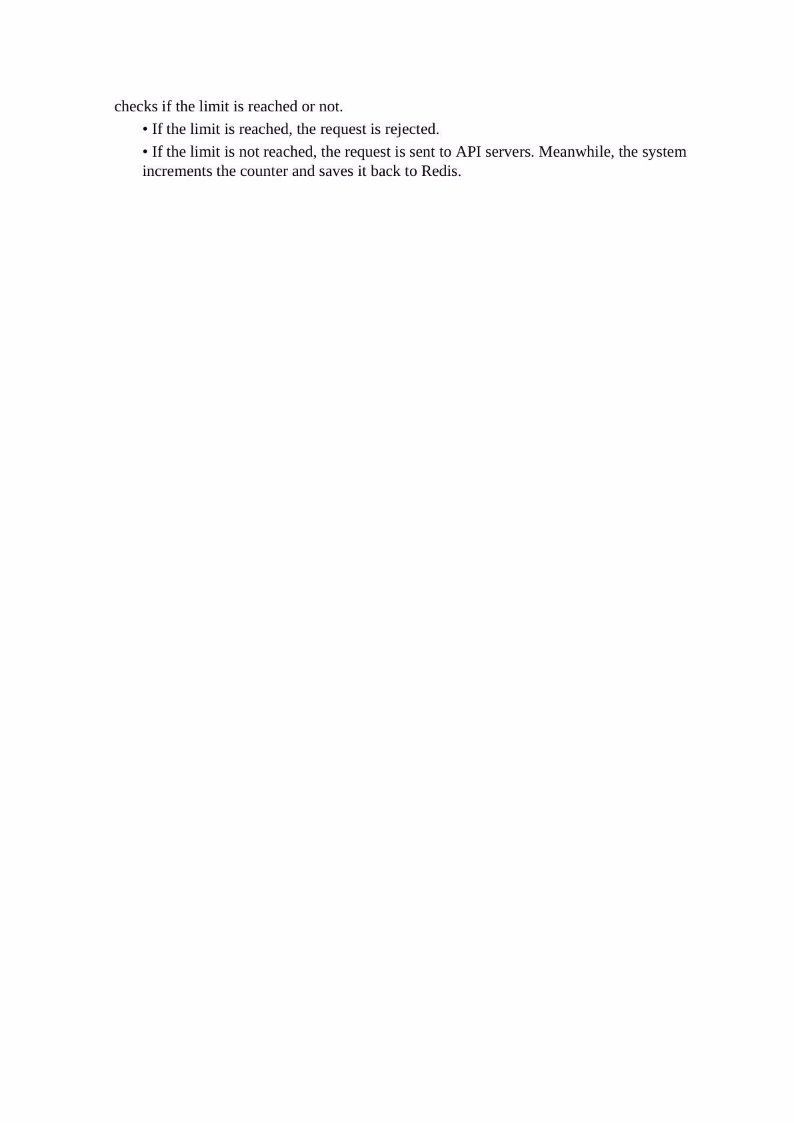 checks if the limit is reached or not.
• If the limit is reached, the request is rejected.
• If the limit is not reached, the request is sent to API servers. Meanwhile, the system
increments the counter and saves it back to Redis.